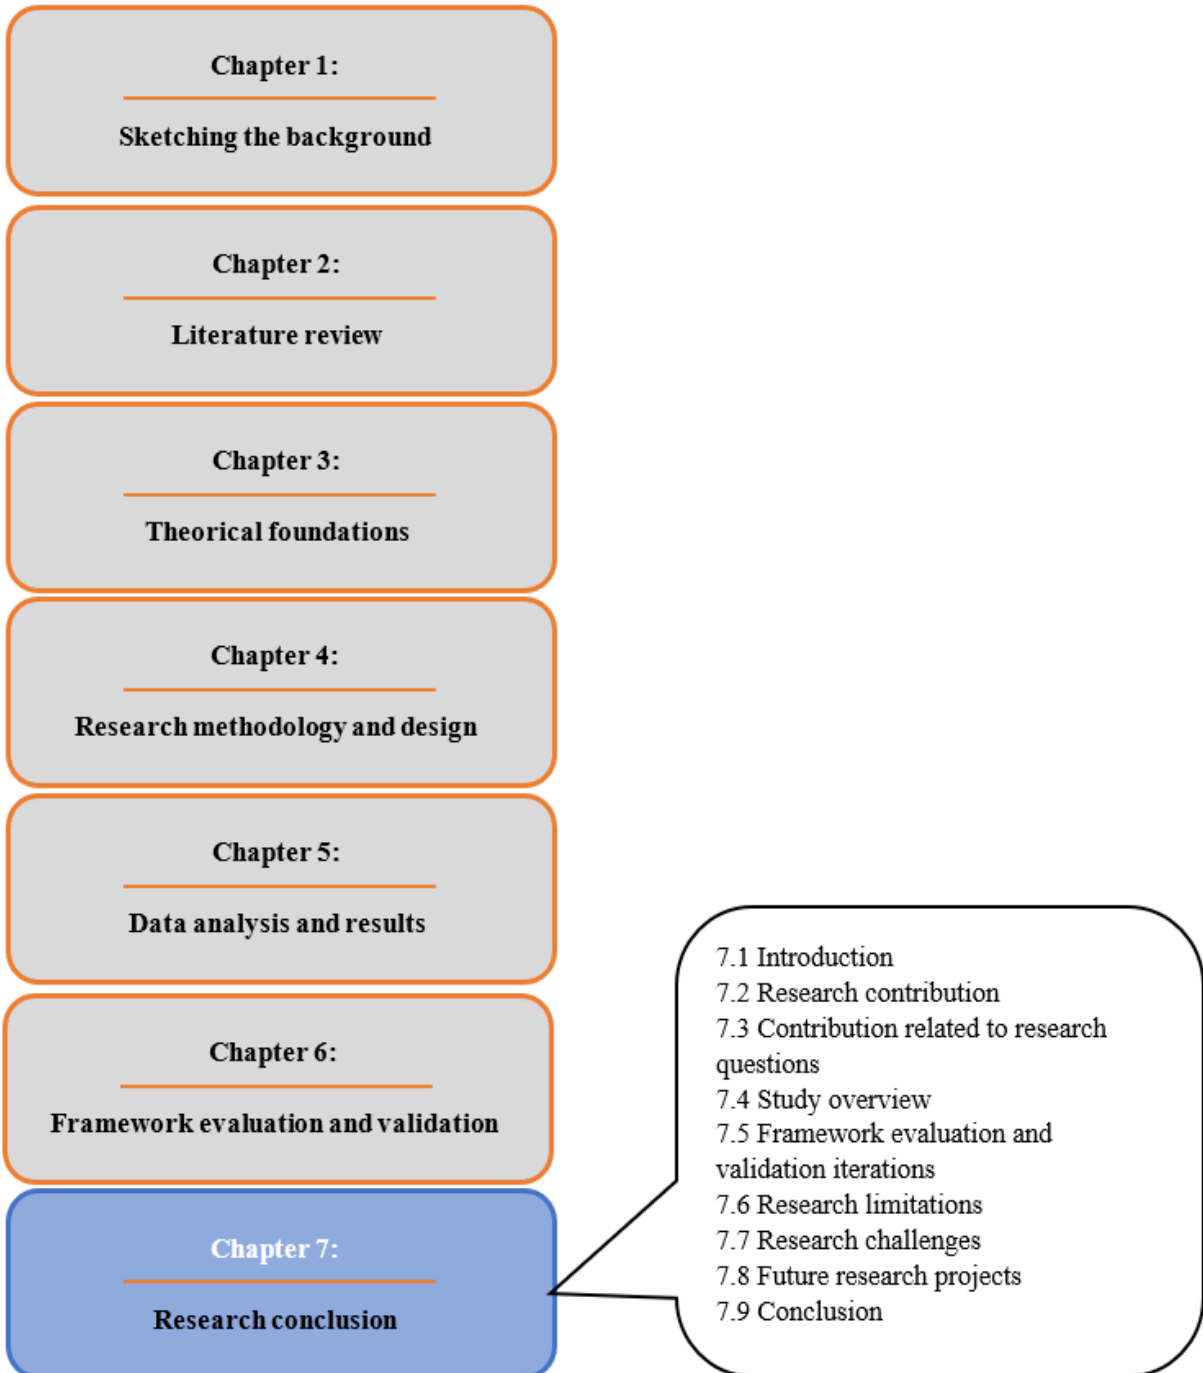 Chapter 1:
Sketching the background
Chapter 2:
Literature review
Chapter 3:
Theorical foundations
Chapter 4:
Research methodology and design
Chapter 5:
Data analysis and results
Chapter 6:
Framework evaluation and validation
Chapter 7:
Research conclusion
7.1 Introduction
7.2 Research contribution
7.3 Contribution related to research
questions
7.4 Study overview
7.5 Framework evaluation and
validation iterations
7.6 Research limitations
7.7 Research challenges
7.8 Future research projects
7.9 Conclusion